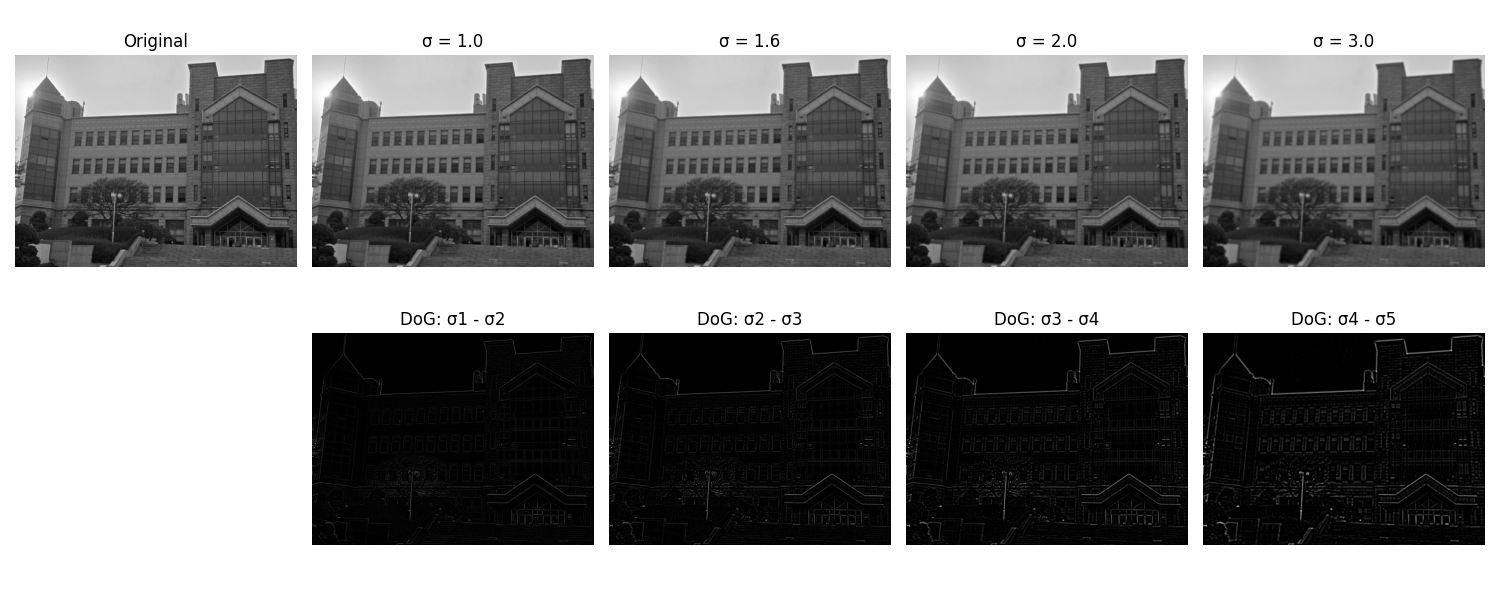 Original
σ = 1.0
σ = 1.6
σ = 2.0
σ = 3.0
DoG: σ1 - σ2
DoG: σ2 - σ3
DoG: σ3 - σ4
DoG: σ4 - σ5